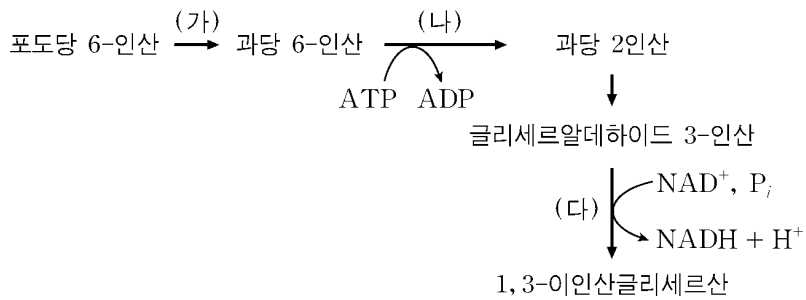 (가) (나)
포도당 6-인산 과당 6-인산 과당 2인산
ATP ADP
글리세르알데하이드 3-인산
NAD⁺, Pᵢ
(다)
NADH + H⁺
1, 3-이인산글리세르산